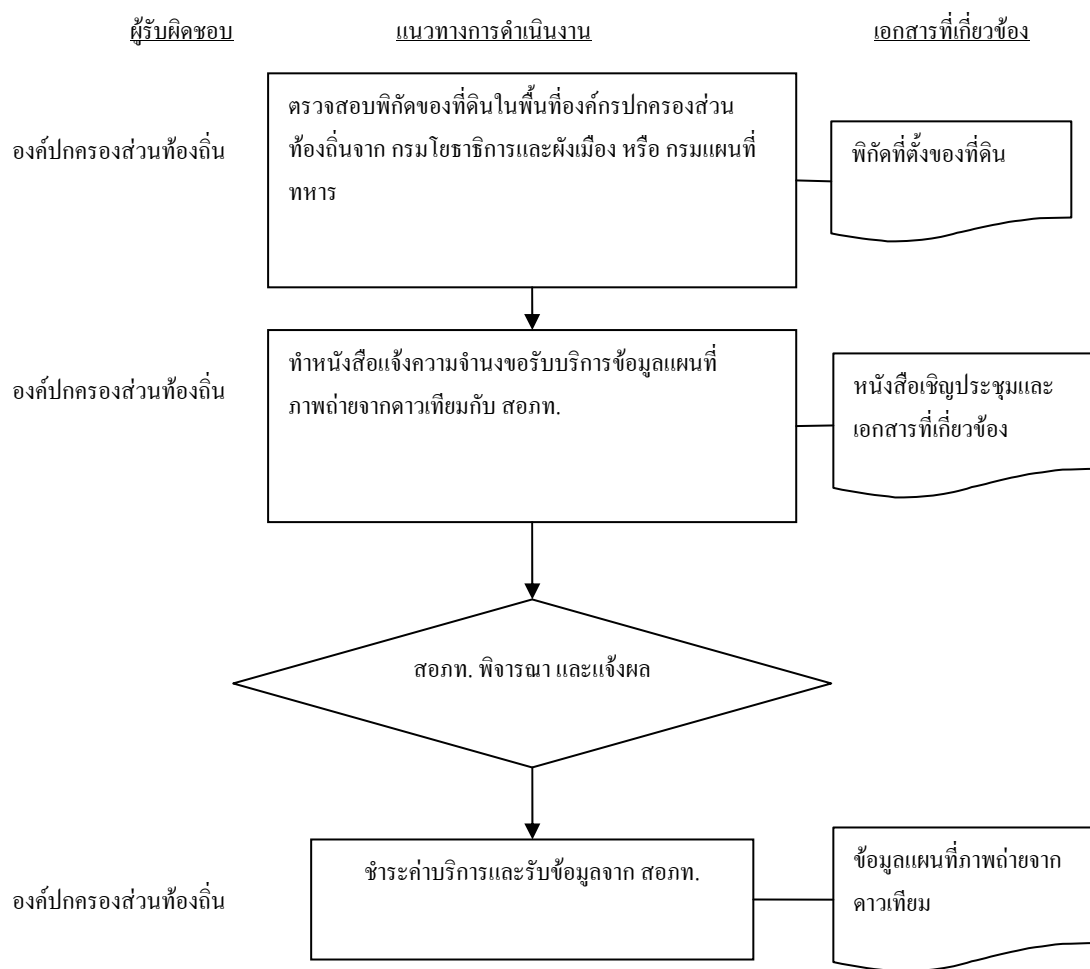 ผู้รับผิดชอบ แนวทางการดำเนินงาน เอกสารที่เกี่ยวข้อง
องค์ปกครองส่วนท้องถิ่น
ตรวจสอบพิกัดของที่ดินในพื้นที่องค์กรปกครองส่วน
ท้องถิ่นจาก กรมโยธาธิการและผังเมือง หรือ กรมแผนที่
ทหาร
พิกัดที่ตั้งของที่ดิน
องค์ปกครองส่วนท้องถิ่น
ทำหนังสือแจ้งความจำนงขอรับบริการข้อมูลแผนที่
ภาพถ่ายจากดาวเทียมกับ สอภท.
หนังสือเชิญประชุมและ
เอกสารที่เกี่ยวข้อง
สอภท. พิจารณา และแจ้งผล
องค์ปกครองส่วนท้องถิ่น
ชำระค่าบริการและรับข้อมูลจาก สอภท.
ข้อมูลแผนที่ภาพถ่ายจาก
ดาวเทียม